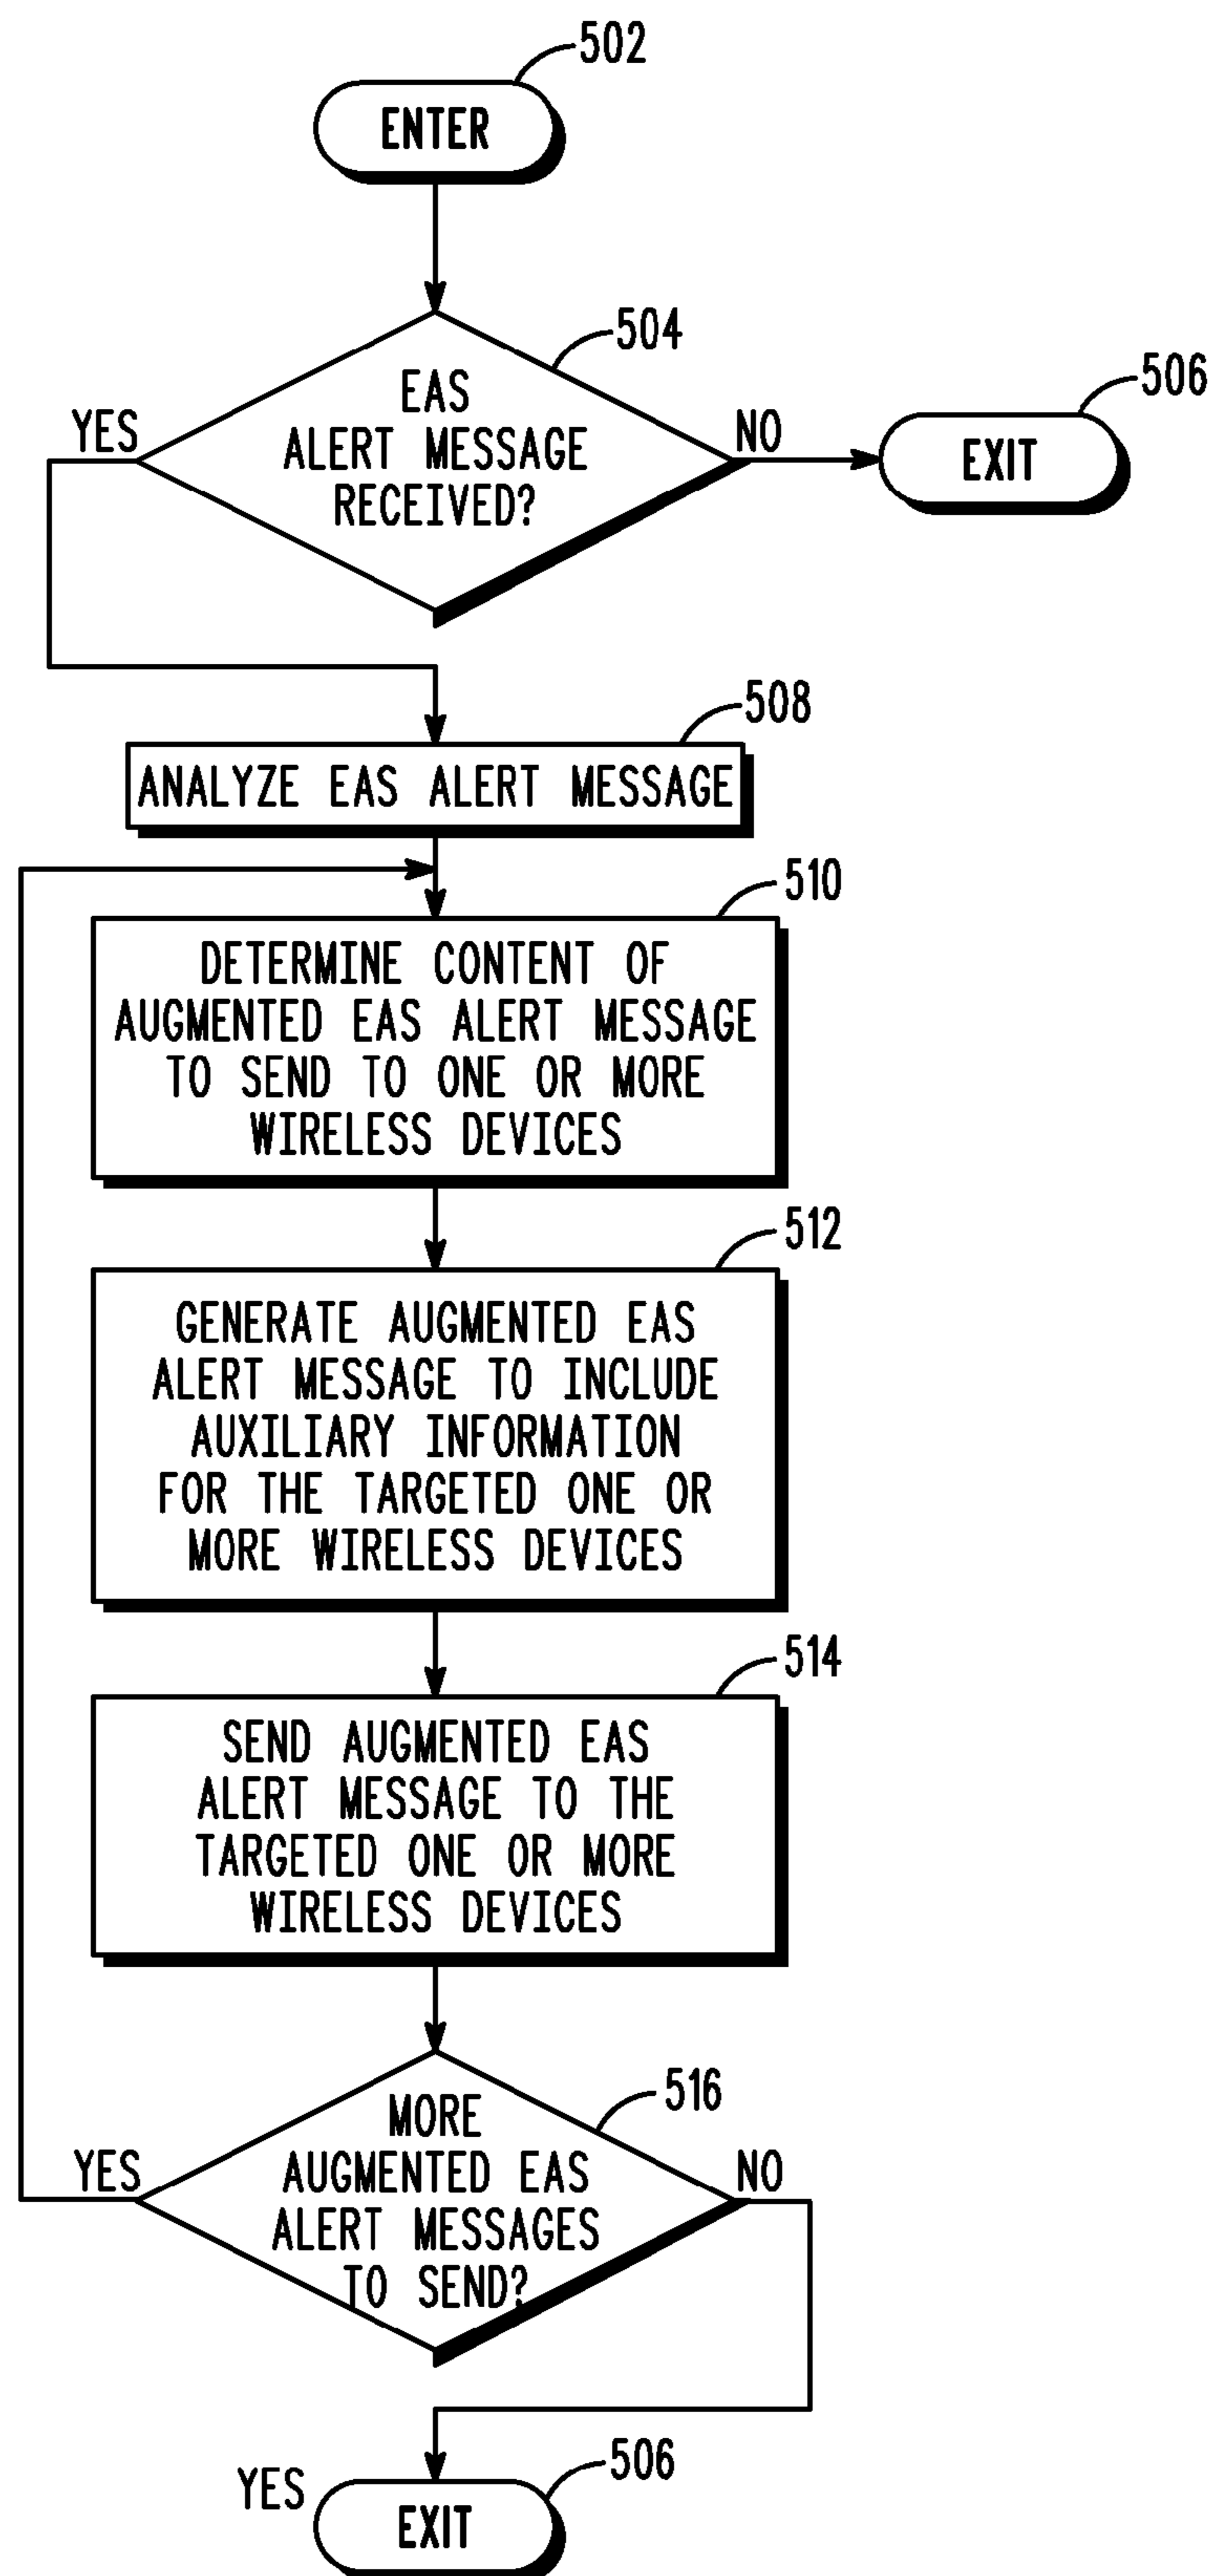 502
ENTER
504
EAS
ALERT MESSAGE
RECEIVED?
YES
NO
506
EXIT
508
ANALYZE EAS ALERT MESSAGE
510
DETERMINE CONTENT OF
AUGMENTED EAS ALERT MESSAGE
TO SEND TO ONE OR MORE
WIRELESS DEVICES
512
GENERATE AUGMENTED EAS
ALERT MESSAGE TO INCLUDE
AUXILIARY INFORMATION
FOR THE TARGETED ONE OR
MORE WIRELESS DEVICES
514
SEND AUGMENTED EAS
ALERT MESSAGE TO THE
TARGETED ONE OR MORE
WIRELESS DEVICES
516
MORE
AUGMENTED EAS
ALERT MESSAGES
TO SEND?
YES
NO
506
YES
EXIT